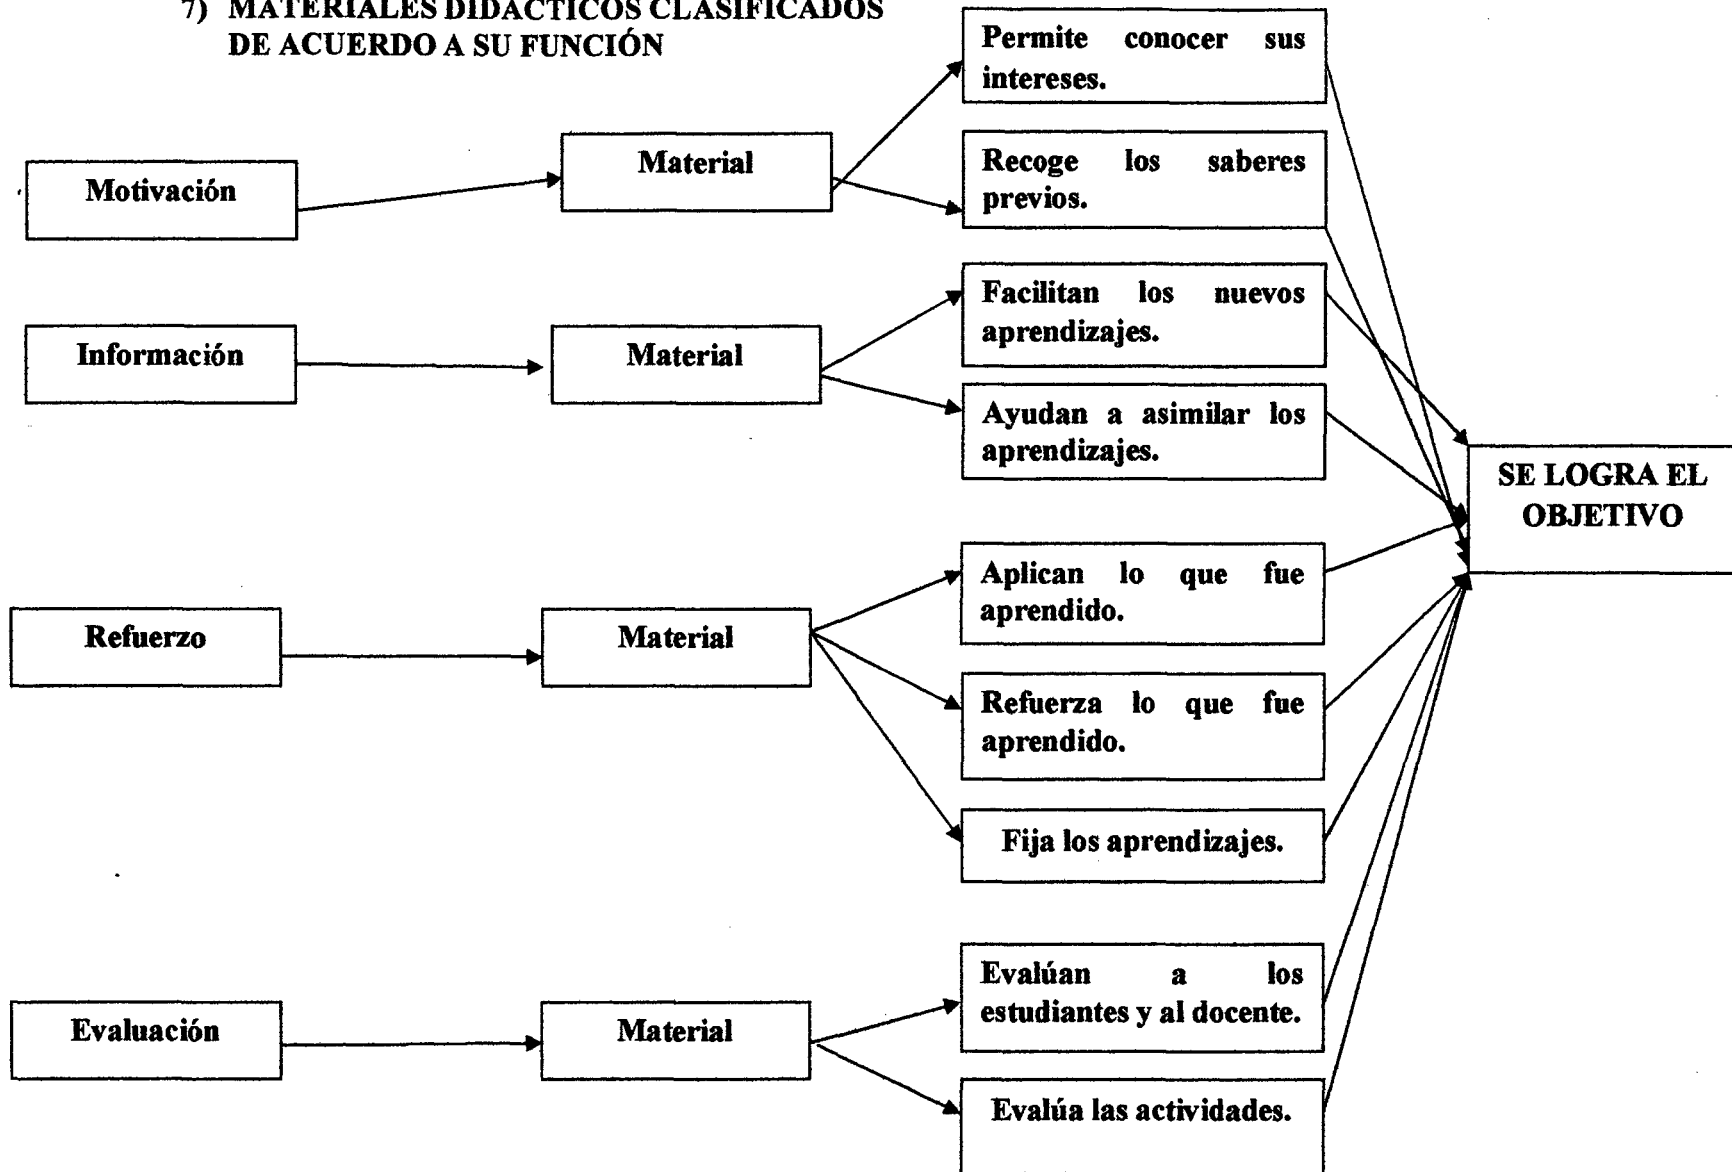 7) MATERIALES DIDÁCTICOS CLASIFICADOS
DE ACUERDO A SU FUNCIÓN
Motivación
Material
Permite conocer sus
intereses.
Recoge los saberes
previos.
Información
Material
Facilitan los nuevos
aprendizajes.
Ayudan a asimilar los
aprendizajes.
Refuerzo
Material
Aplican lo que fue
aprendido.
Refuerza lo que fue
aprendido.
Fija los aprendizajes.
Evaluación
Material
Evalúan a los
estudiantes y al docente.
Evalúa las actividades.
SE LOGRA EL
OBJETIVO